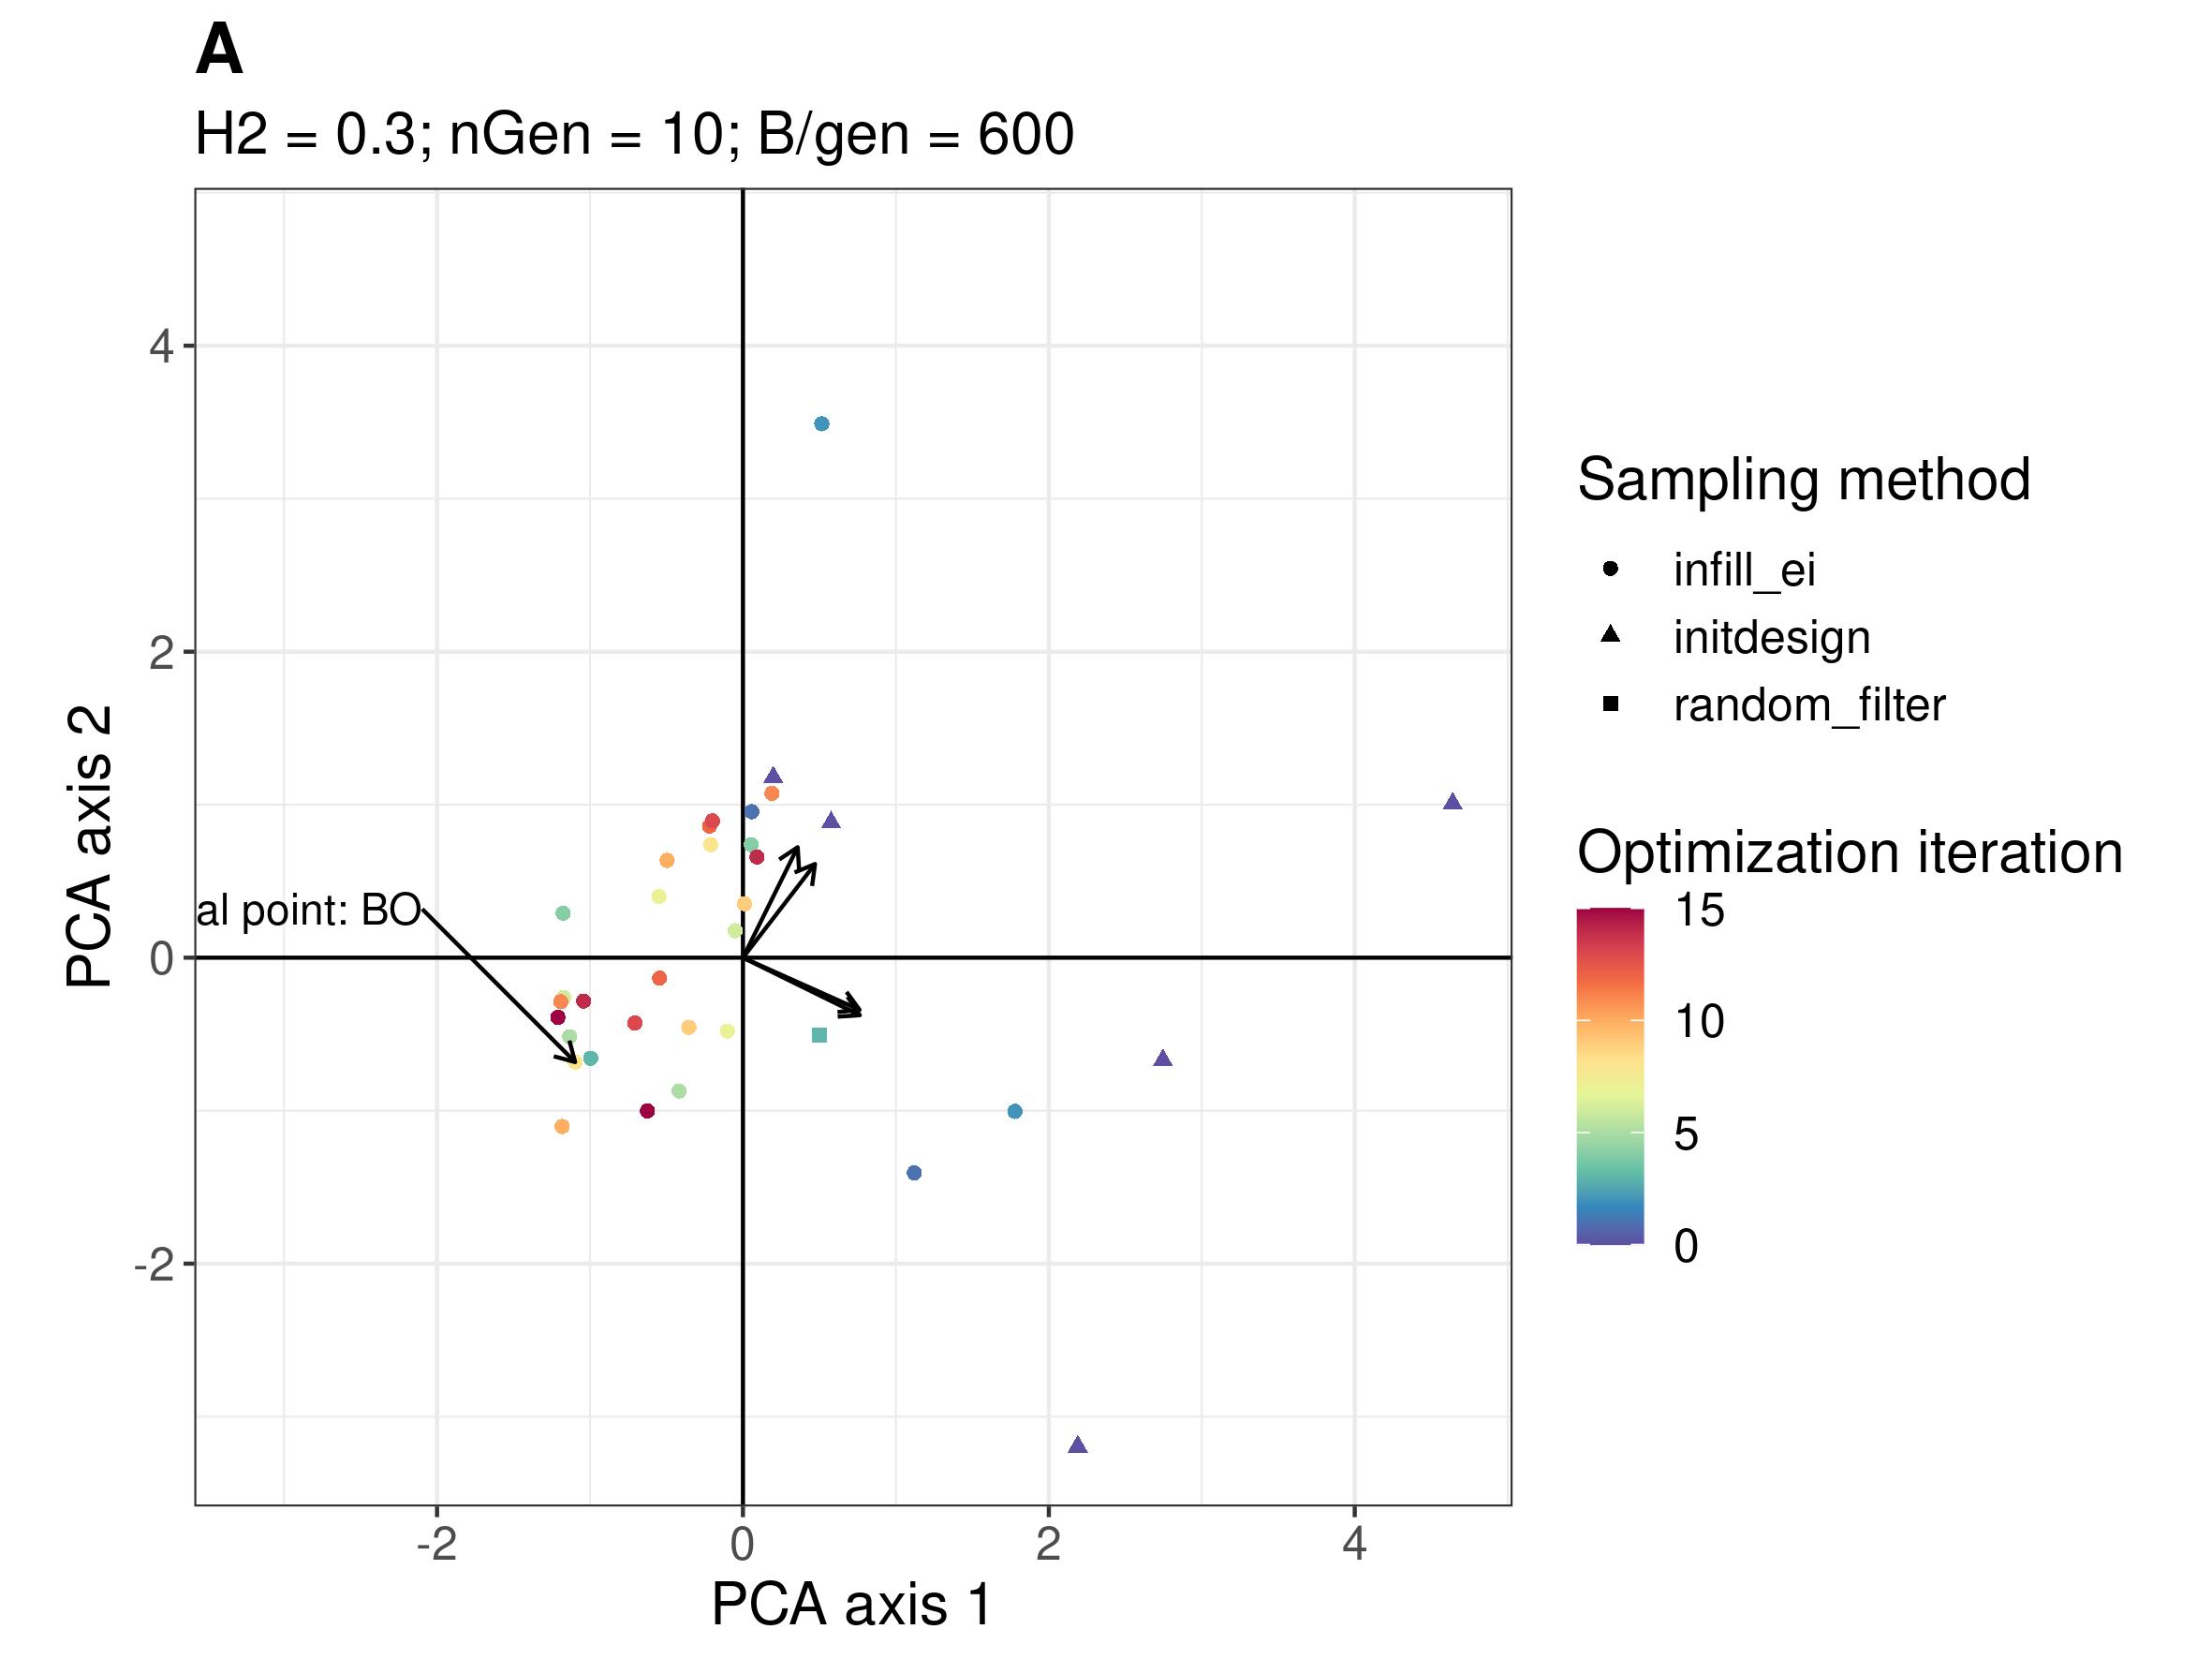 A
H2 = 0.3; nGen = 10; B/gen = 600
4
2
0
-2
PCA axis 2
al point: BO
-2
0
2
4
PCA axis 1
Sampling method
infill_ei
initdesign
random_filter
Optimization iteration
15
10
5
0